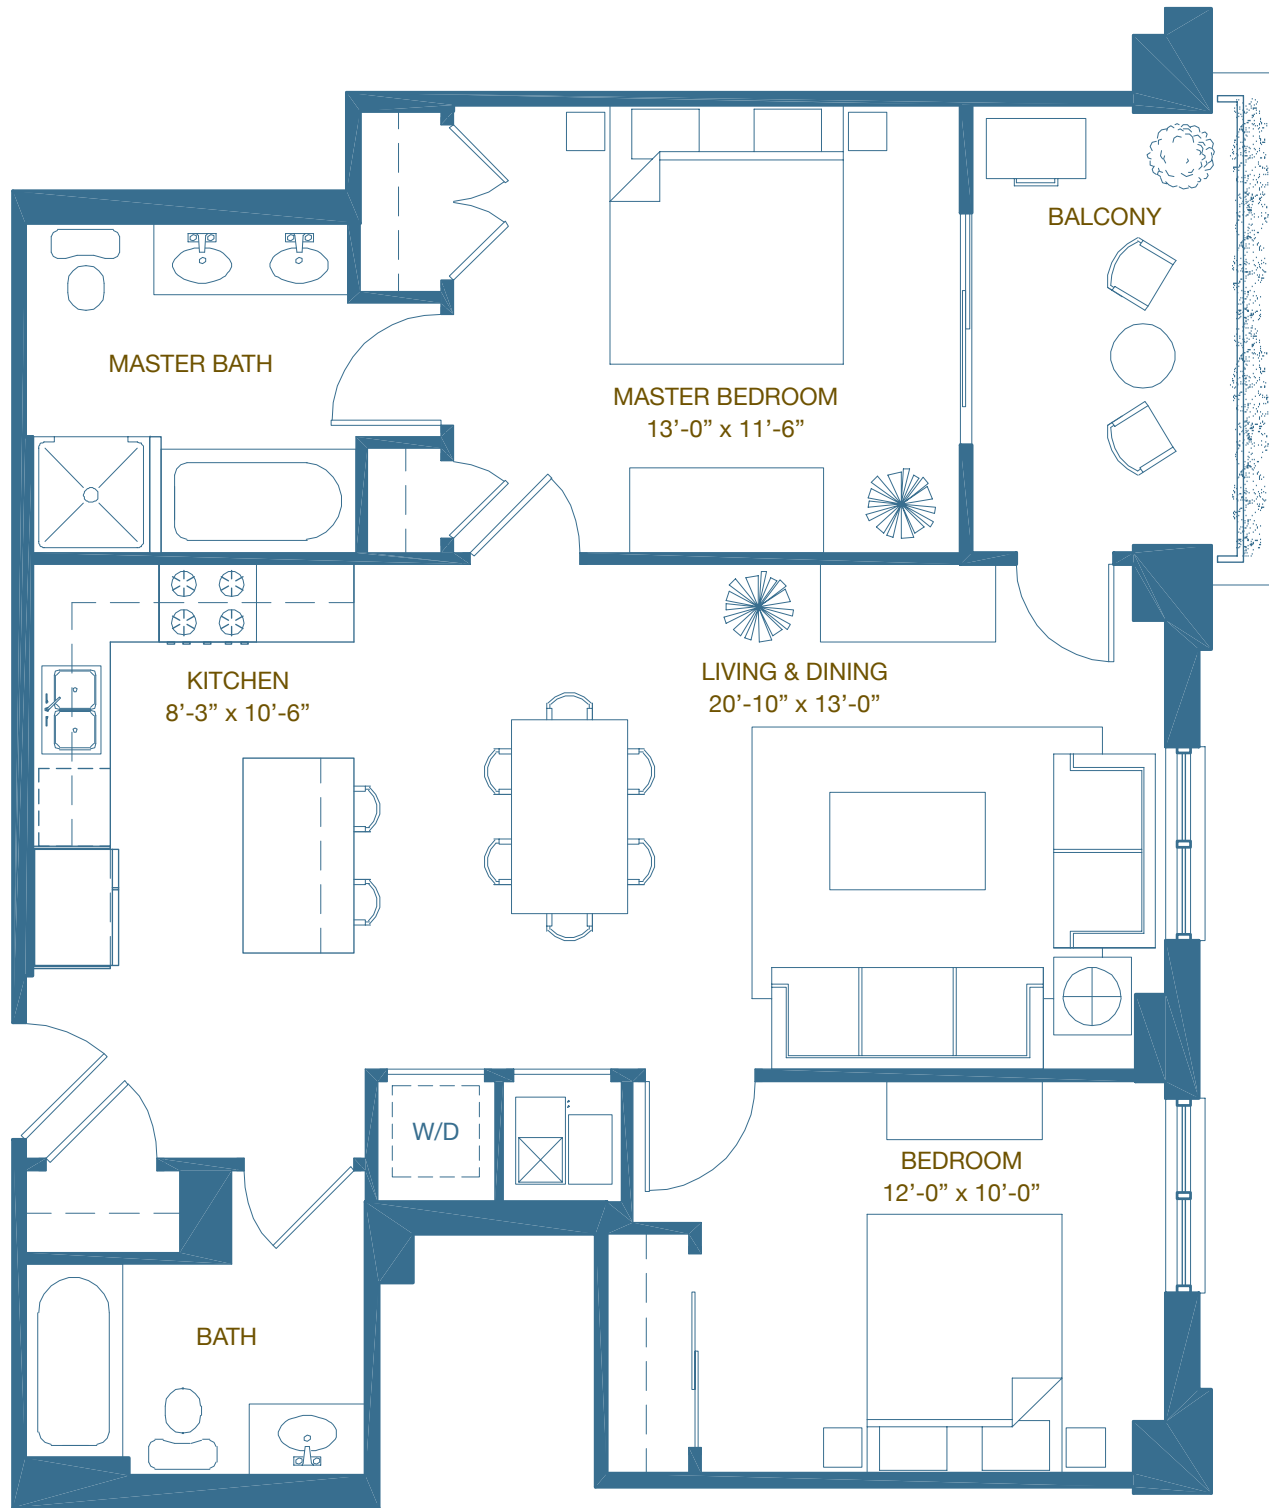 BALCONY
MASTER BATH
MASTER BEDROOM
13’-0” x 11’-6”
KITCHEN
8’-3” x 10’-6”
LIVING & DINING
20’-10” x 13’-0”
W/D
BEDROOM
12’-0” x 10’-0”
BATH